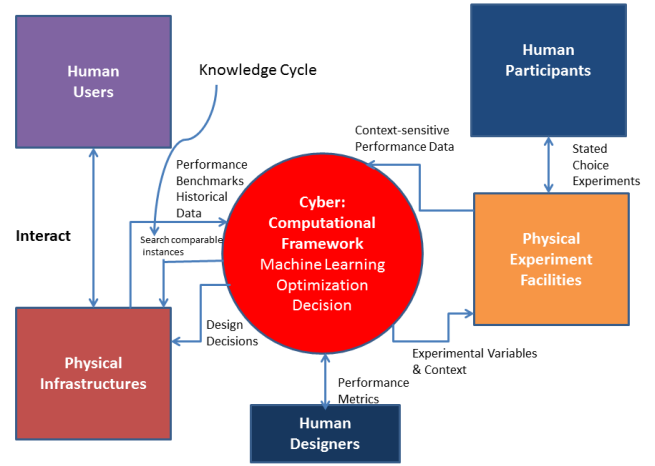 Human
Users
Knowledge Cycle
Human
Participants
Context-sensitive
Performance Data
Stated
Choice
Experiments
Performance
Benchmarks
Historical
Data
Cyber:
Computational
Framework
Machine Learning
Optimization
Decision
Interact
Search comparable
instances
Physical
Experiment
Facilities
Design
Decisions
Physical
Infrastructures
Experimental Variables
& Context
Performance
Metrics
Human
Designers